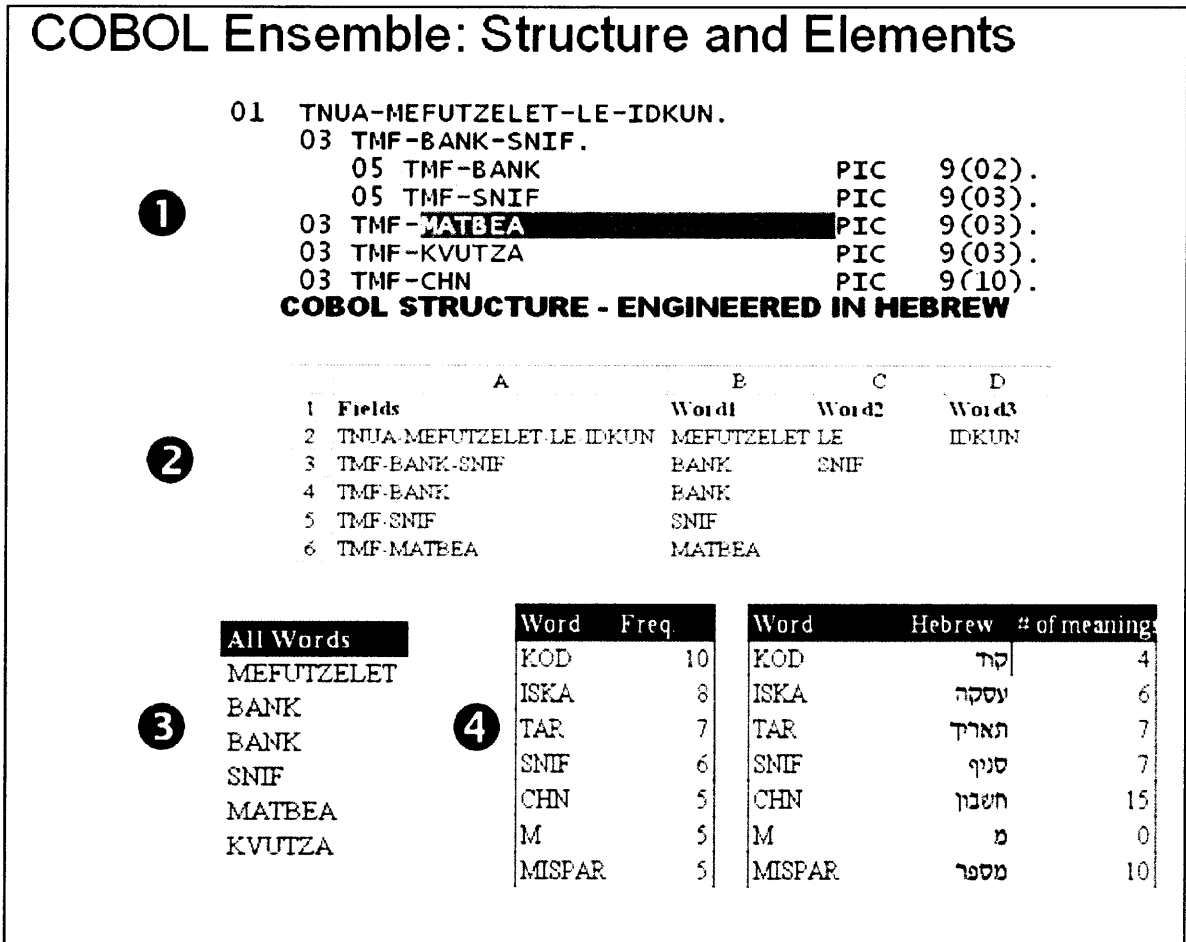 COBOL Ensemble: Structure and Elements
01 TNUA-MEFUTZELET-LE-IDKUN.
03 TMF-BANK-SNIF.
05 TMF-BANK PIC 9(02).
05 TMF-SNIF PIC 9(03).
❶
03 TMF-MATBEA PIC 9(03).
03 TMF-KVUTZA PIC 9(03).
03 TMF-CHN PIC 9(10).
COBOL STRUCTURE - ENGINEERED IN HEBREW
A B C D
1 Fields Word1 Word2 Word3
2 TNUA-MEFUTZELET-LE-IDKUN MEFUTZELET LE IDKUN
❷
3 TMF-BANK-SNIF BANK SNIF
4 TMF-BANK BANK
5 TMF-SNIF SNIF
6 TMF-MATBEA MATBEA
❸
All Words
MEFUTZELET
BANK
BANK
SNIF
MATBEA
KVUTZA
❹
Word Freq.
KOD 10
ISKA 8
TAR 7
SNIF 6
CHN 5
M 5
MISPAR 5
Word Hebrew # of meanings
KOD קוד 4
ISKA עסקה 6
TAR תאריך 7
SNIF סניף 7
CHN חשבון 15
M מ 0
MISPAR מספר 10